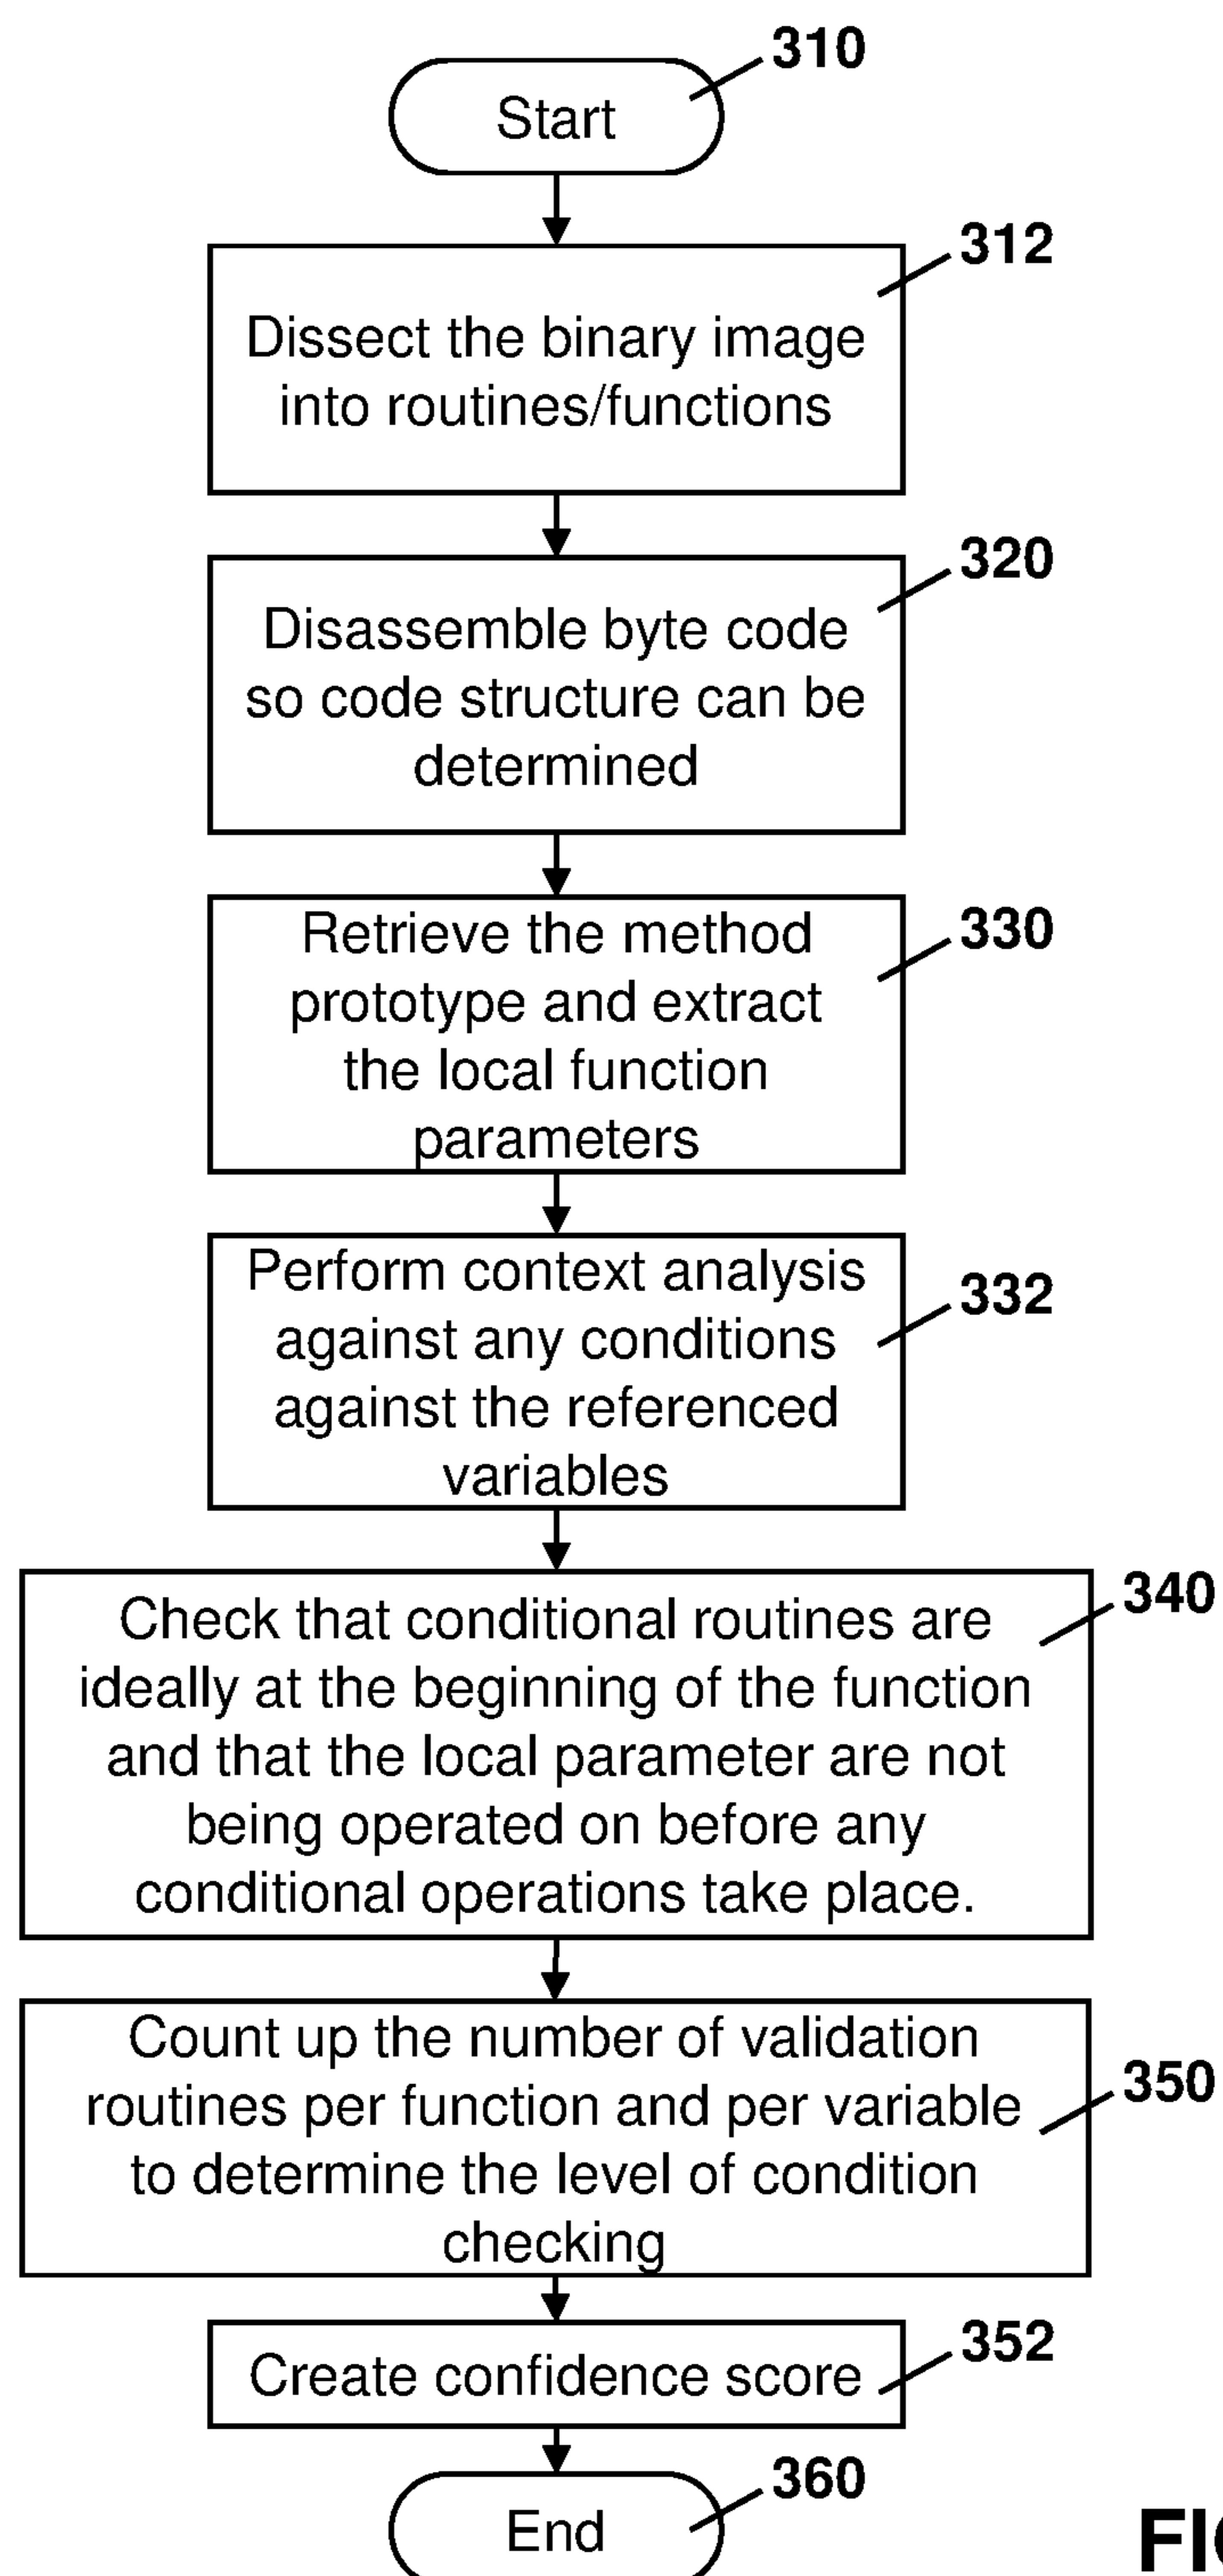 310
Start
312
Dissect the binary image
into routines/functions
320
Disassemble byte code
so code structure can be
determined
330
Retrieve the method
prototype and extract
the local function
parameters
332
Perform context analysis
against any conditions
against the referenced
variables
340
Check that conditional routines are
ideally at the beginning of the function
and that the local parameter are not
being operated on before any
conditional operations take place.
350
Count up the number of validation
routines per function and per variable
to determine the level of condition
checking
352
Create confidence score
360
End